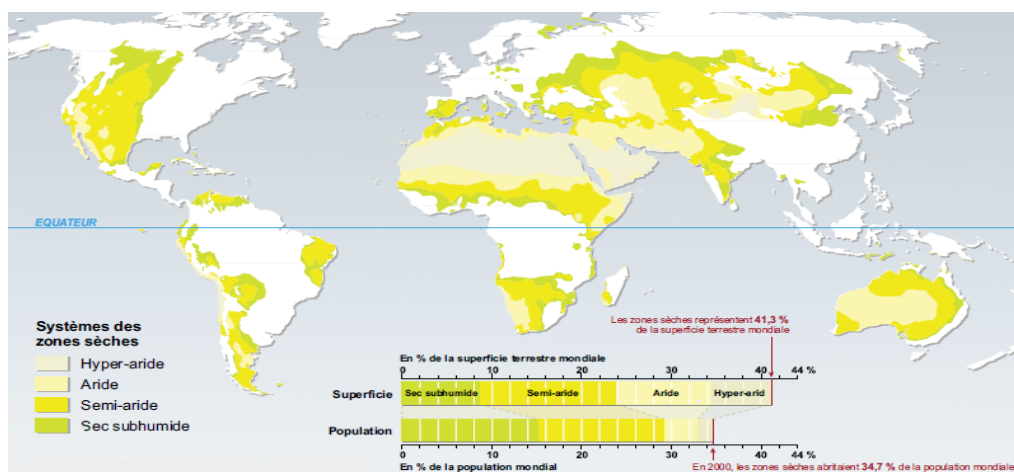 EQUATEUR
Systèmes des
zones sèches
Hyper-aride
Aride
Semi-aride
Sec subhumide
Les zones sèches représentent 41,3 %
de la superficie terrestre mondiale
En % de la superficie terrestre mondiale
0 10 20 30 40 44 %
Superficie
Sec subhumide Semi-aride Aride Hyper-arid
Population
0 10 20 30 40 44 %
En % de la population mondial
En 2000, les zones sèches abritaient 34,7 % de la population mondiale